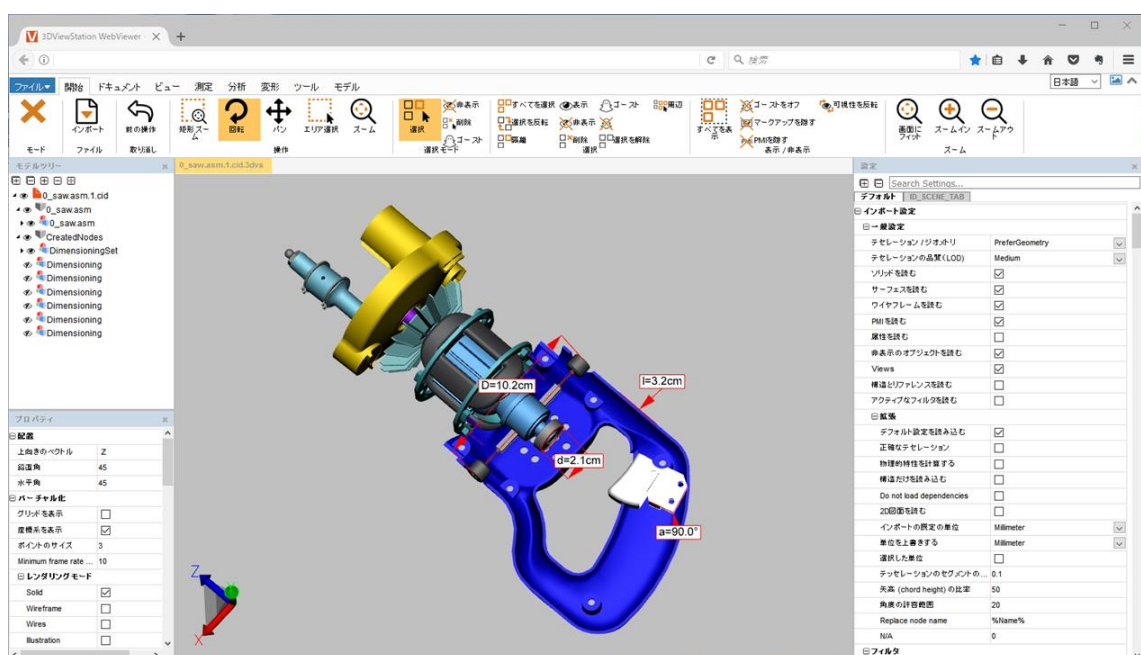 3DViewStation WebViewer
検索
ファイル 開始 ドキュメント ビュー 測定 分析 変形 ツール モデル
日本語
モード
インポート
ファイル
前の操作
取り消し
矩形ズーム
回転
パン
エリア選択
ズーム
操作
選択
非表示
削除
ゴースト
選択モード
すべてを選択 表示 ゴースト 周辺
選択を反転 非表示
隔離 削除 選択を解除
選択
すべてを表示
ゴーストをオフ 可視性を反転
マークアップを隠す
PMIを隠す
表示 / 非表示
画面にフィット
ズームイン
ズームアウト
ズーム
モデルツリー
0_saw.asm.1.cid.3dvs
0_saw.asm.1.cid
0_saw.asm
0_saw.asm
CreatedNodes
DimensioningSet
Dimensioning
Dimensioning
Dimensioning
Dimensioning
Dimensioning
Dimensioning
プロパティ
配置
上向きのベクトル Z
鉛直角 45
水平角 45
バーチャル化
グリッドを表示
座標系を表示
ポイントのサイズ 3
Minimum frame rate ... 10
レンダリングモード
Solid
Wireframe
Wires
Illustration
D=10.2cm
l=3.2cm
d=2.1cm
a=90.0°
Z
X
設定
Search Settings...
デフォルト ID_SCENE_TAB
インポート設定
一般設定
テセレーション /ジオメトリ PreferGeometry
テセレーションの品質(LOD) Medium
ソリッドを読む
サーフェスを読む
ワイヤフレームを読む
PMIを読む
属性を読む
非表示のオブジェクトを読む
Views
構造とリファレンスを読む
アクティブなフィルタを読む
拡張
デフォルト設定を読み込む
正確なテセレーション
物理的特性を計算する
構造だけを読み込む
Do not load dependencies
2D図面を読む
インポートの既定の単位 Millimeter
単位を上書きする Millimeter
選択した単位
テッセレーションのセグメントの... 0.1
矢高 (chord height) の比率 50
角度の許容範囲 20
Replace node name %Name%
N/A 0
フィルタ